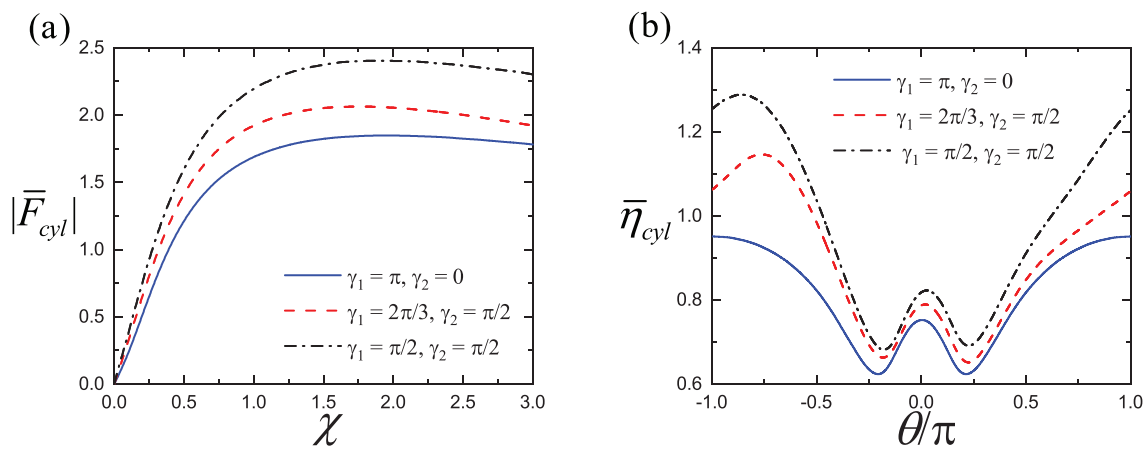 (a)
2.5
2.0
1.5
1.0
0.5
0.0
|F̅cyl|
γ1 = π, γ2 = 0
γ1 = 2π/3, γ2 = π/2
γ1 = π/2, γ2 = π/2
0.0 0.5 1.0 1.5 2.0 2.5 3.0
χ
(b)
1.4
1.2
1.0
0.8
0.6
η̅cyl
γ1 = π, γ2 = 0
γ1 = 2π/3, γ2 = π/2
γ1 = π/2, γ2 = π/2
-1.0 -0.5 0.0 0.5 1.0
θ/π